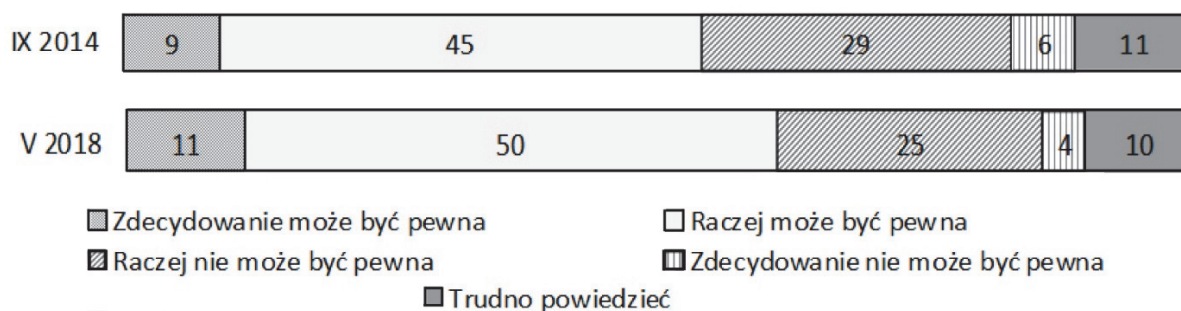 IX 2014 9 45 29 6 11
V 2018 11 50 25 4 10
Zdecydowanie może być pewna Raczej może być pewna
Raczej nie może być pewna Zdecydowanie nie może być pewna
Trudno powiedzieć